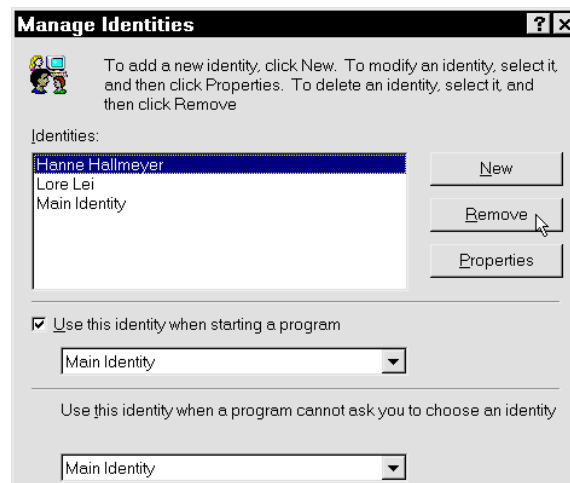 Manage Identities
To add a new identity, click New. To modify an identity, select it,
and then click Properties. To delete an identity, select it, and
then click Remove
Identities:
Hanne Hallmeyer
New
Lore Lei
Main Identity
Remove
Properties
Use this identity when starting a program
Main Identity
Use this identity when a program cannot ask you to choose an identity
Main Identity